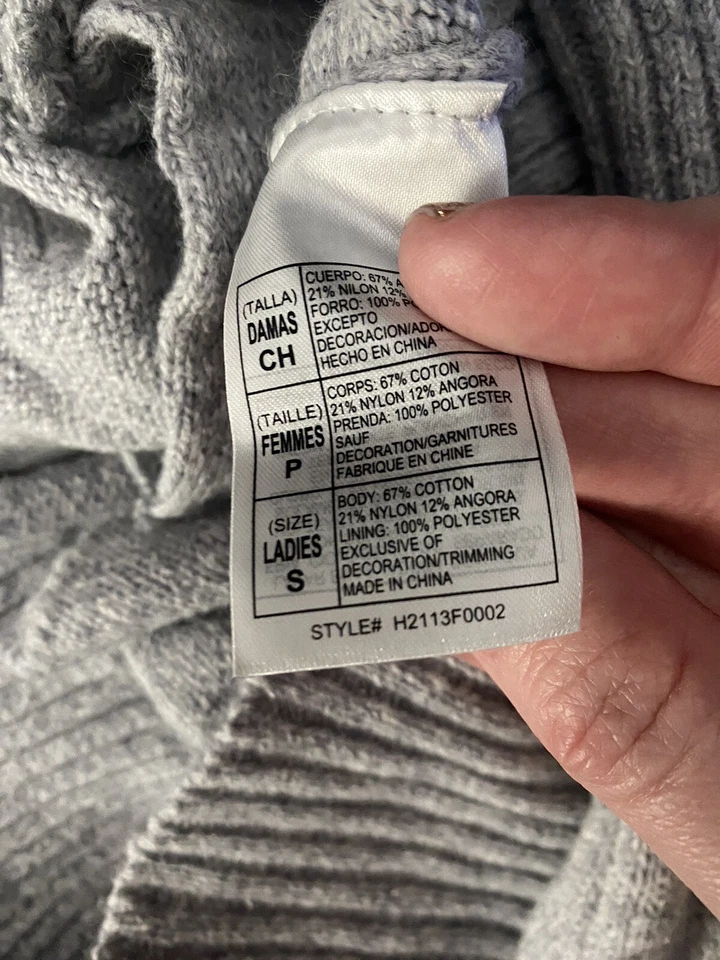 (TALLA)
DAMAS
CH
CUERPO: 67%
21% NILON 12%
FORRO: 100%
EXCEPTO
HECHO EN CHINA
(TAILLE)
FEMMES
P
CORPS: 67% COTON
21% NYLON 12% ANGORA
PRENDA: 100% POLYESTER
SAUF
DECORATION/GARNITURES
FABRIQUE EN CHINE
(SIZE)
LADIES
S
BODY: 67% COTTON
21% NYLON 12% ANGORA
LINING: 100% POLYESTER
EXCLUSIVE OF
DECORATION/TRIMMING
MADE IN CHINA
STYLE# H2113F0002